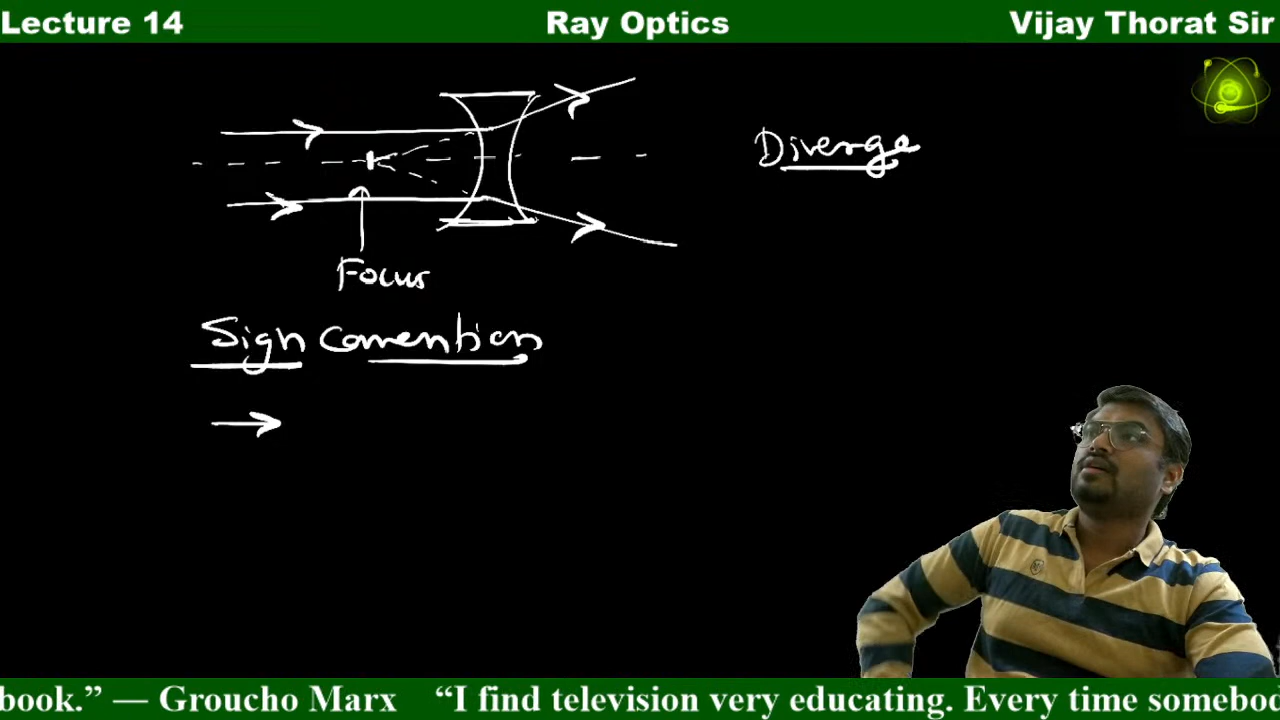 Lecture 14 Ray Optics Vijay Thorat Sir
Diverge
Focus
Sign Convention
book.” — Groucho Marx “I find television very educating. Every time somebod